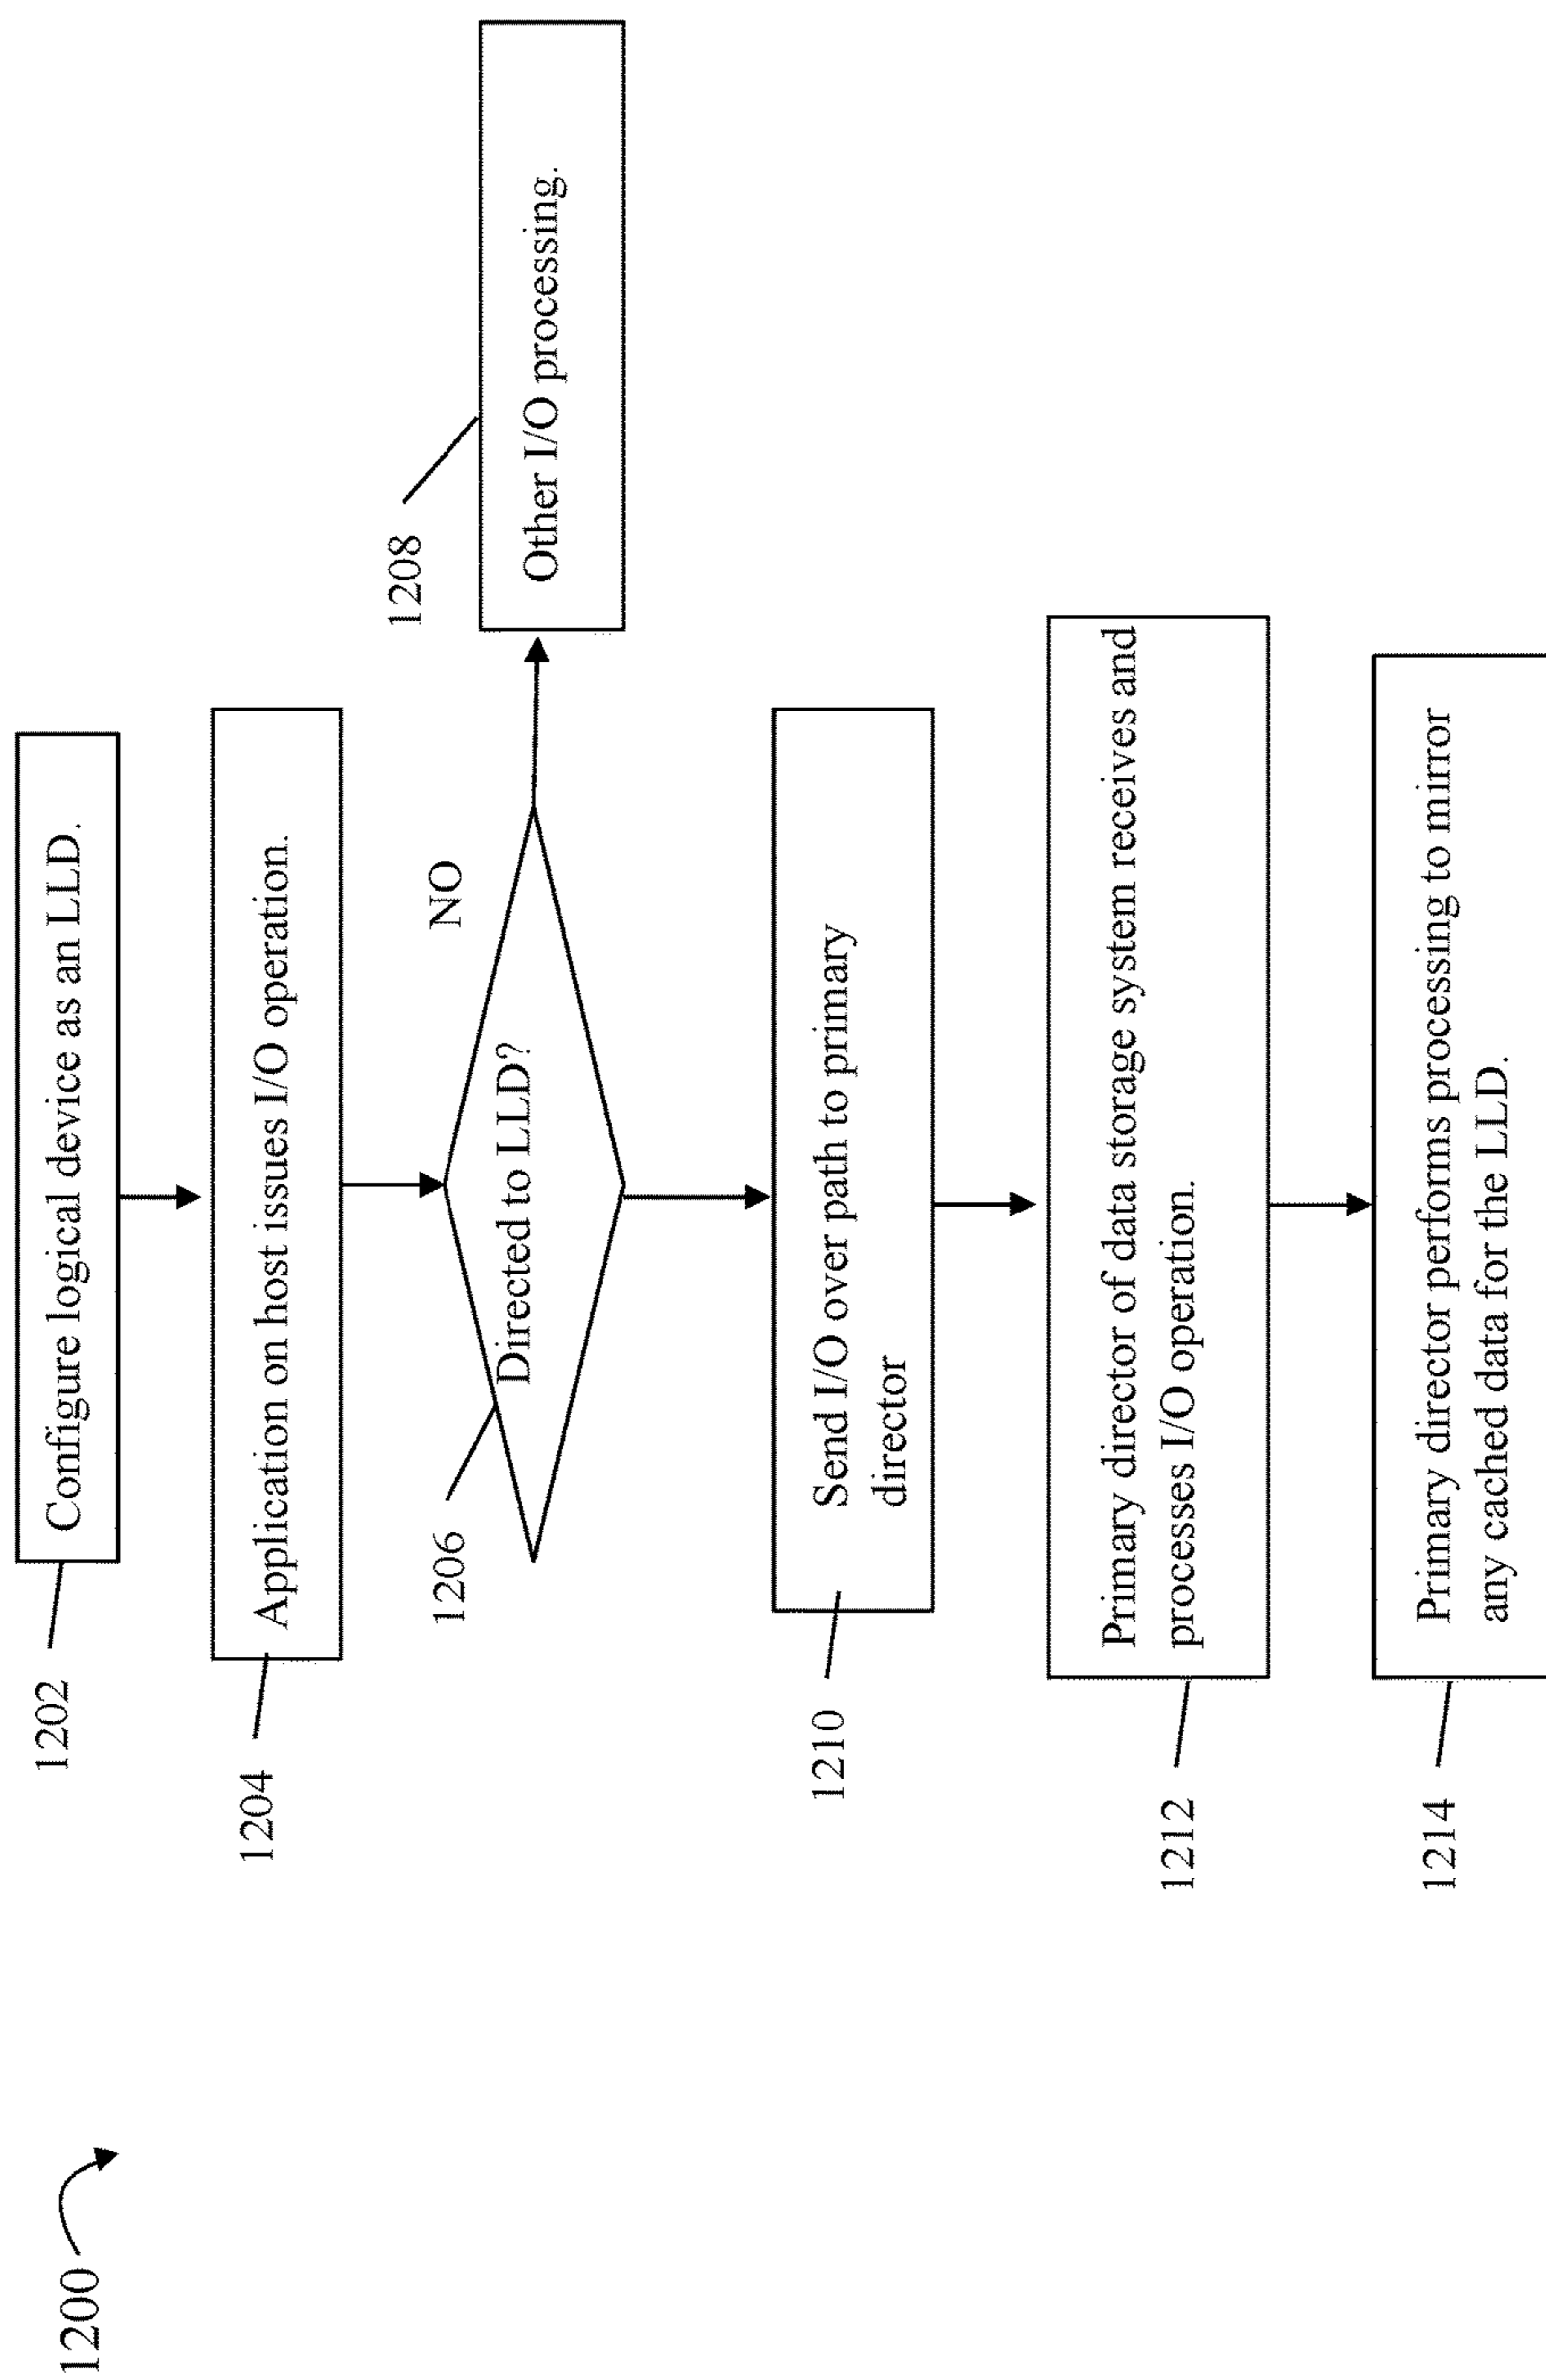 1200
1202
Configure logical device as an LLD.
1204
Application on host issues I/O operation.
1206
Directed to LLD?
NO
1208
Other I/O processing.
1210
Send I/O over path to primary
director
1212
Primary director of data storage system receives and
processes I/O operation.
1214
Primary director performs processing to mirror
any cached data for the LLD.